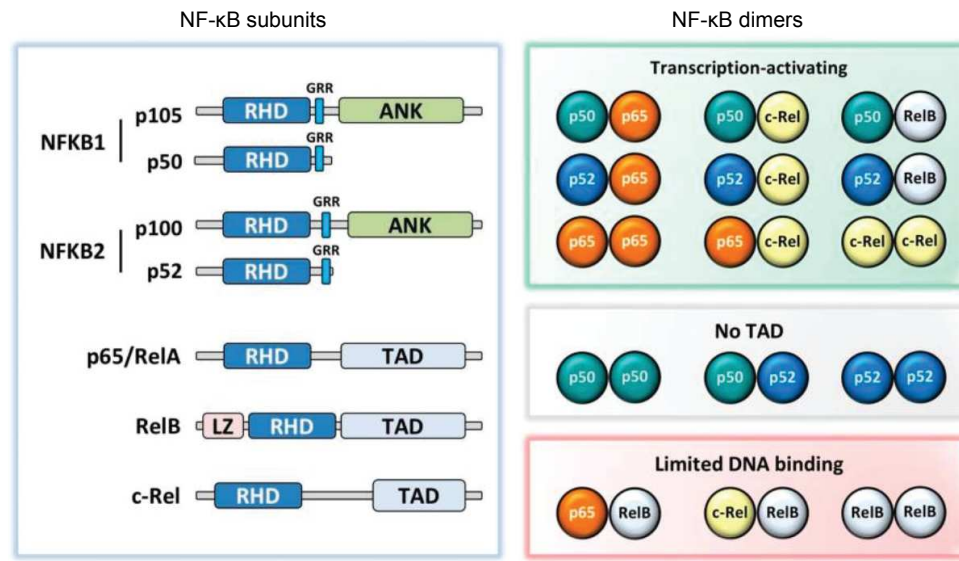 NF-κB subunits
NFKB1
p105
RHD
GRR
ANK
p50
RHD
GRR
NFKB2
p100
RHD
GRR
ANK
p52
RHD
GRR
p65/RelA
RHD
TAD
RelB
LZ
RHD
TAD
c-Rel
RHD
TAD
NF-κB dimers
Transcription-activating
p50 p65 p50 c-Rel p50 RelB
p52 p65 p52 c-Rel p52 RelB
p65 p65 p65 c-Rel c-Rel c-Rel
No TAD
p50 p50 p50 p52 p52 p52
Limited DNA binding
p65 RelB c-Rel RelB RelB RelB